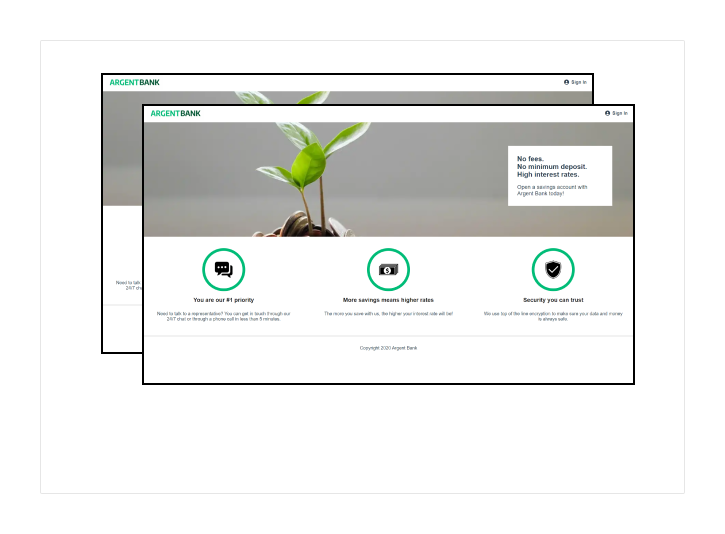 ARGENTBANK
Sign In
ARGENTBANK
Sign In
No fees.
No minimum deposit.
High interest rates.
Open a savings account with
Argent Bank today!
Need to talk
24/7 cha
You are our #1 priority
More savings means higher rates
Security you can trust
Need to talk to a representative? You can get in touch through our
24/7 chat or through a phone call in less than 5 minutes.
The more you save with us, the higher your interest rate will be!
We use top of the line encryption to make sure your data and money
is always safe.
Copyright 2020 Argent Bank